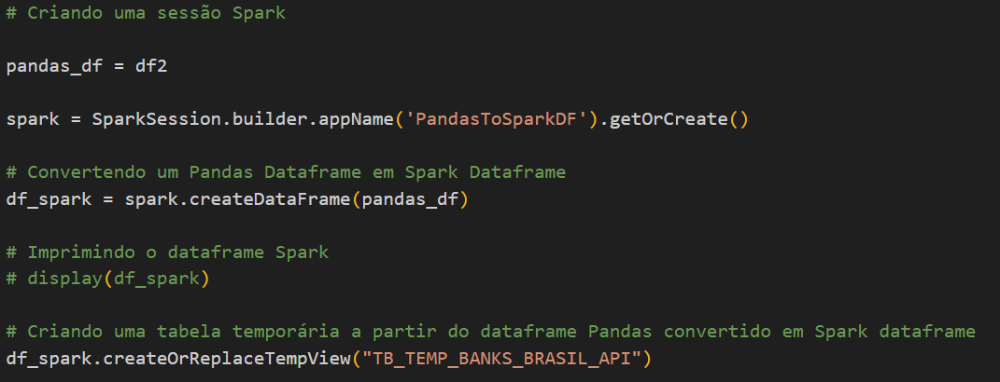 # Criando uma sessão Spark
pandas_df = df2
spark = SparkSession.builder.appName('PandasToSparkDF').getOrCreate()
# Convertendo um Pandas Dataframe em Spark Dataframe
df_spark = spark.createDataFrame(pandas_df)
# Imprimindo o dataframe Spark
# display(df_spark)
# Criando uma tabela temporária a partir do dataframe Pandas convertido em Spark dataframe
df_spark.createOrReplaceTempView("TB_TEMP_BANKS_BRASIL_API")